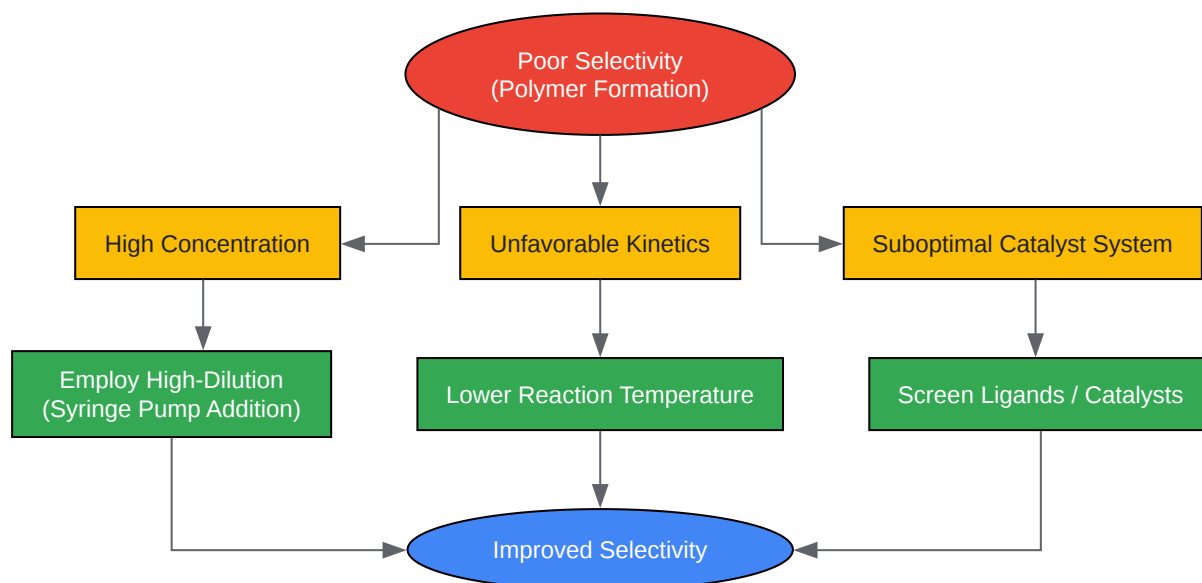 Poor Selectivity
(Polymer Formation)
High Concentration
Unfavorable Kinetics
Suboptimal Catalyst System
Employ High-Dilution
(Syringe Pump Addition)
Lower Reaction Temperature
Screen Ligands / Catalysts
Improved Selectivity